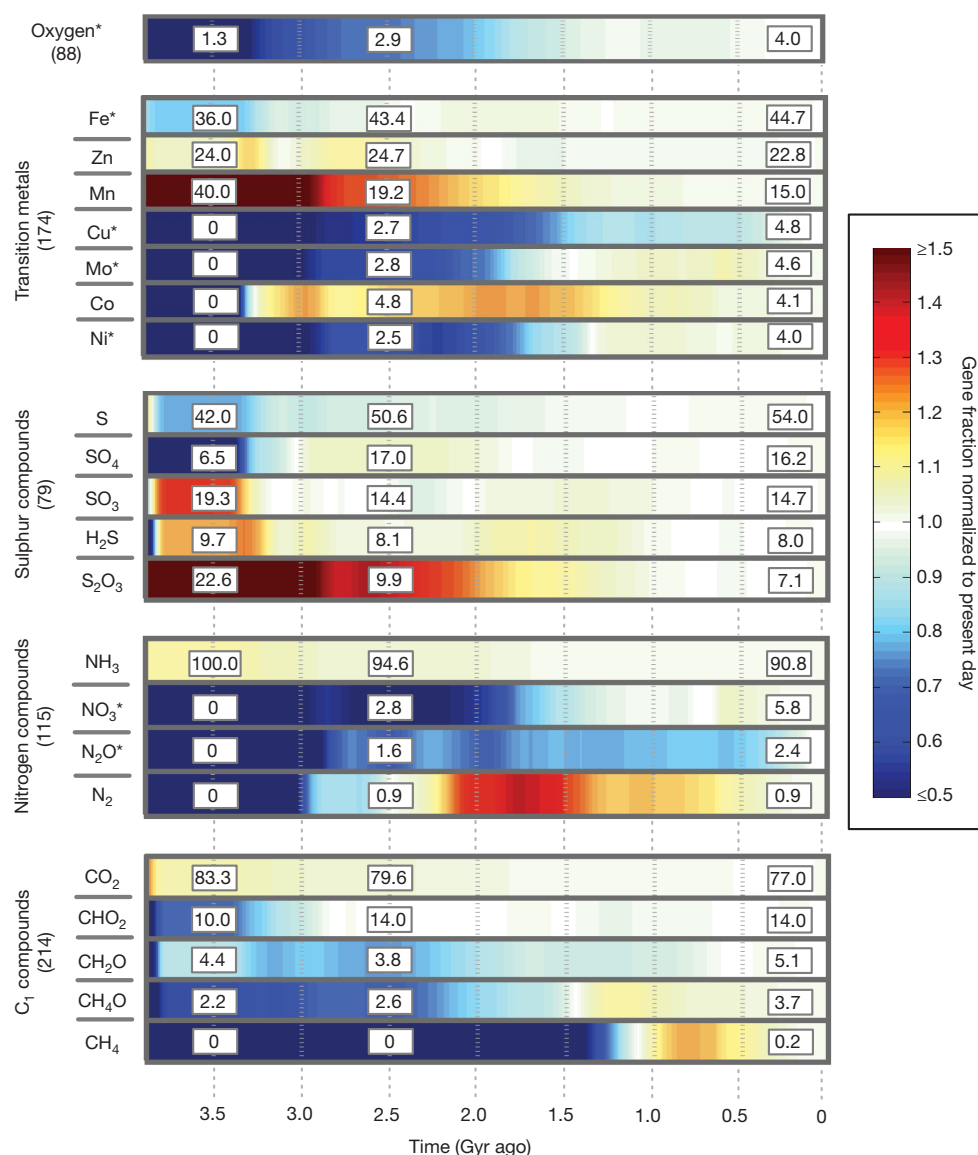 Oxygen* 1.3 2.9 4.0
(88)
Transition metals
(174)
Fe* 36.0 43.4 44.7
Zn 24.0 24.7 22.8
Mn 40.0 19.2 15.0
Cu* 0 2.7 4.8
Mo* 0 2.8 4.6
Co 0 4.8 4.1
Ni* 0 2.5 4.0
Sulphur compounds
(79)
S 42.0 50.6 54.0
SO4 6.5 17.0 16.2
SO3 19.3 14.4 14.7
H2S 9.7 8.1 8.0
S2O3 22.6 9.9 7.1
Nitrogen compounds
(115)
NH3 100.0 94.6 90.8
NO3* 0 2.8 5.8
N2O* 0 1.6 2.4
N2 0 0.9 0.9
C1 compounds
(214)
CO2 83.3 79.6 77.0
CHO2 10.0 14.0 14.0
CH2O 4.4 3.8 5.1
CH4O 2.2 2.6 3.7
CH4 0 0 0.2
3.5 3.0 2.5 2.0 1.5 1.0 0.5 0
Time (Gyr ago)
≥1.5
1.4
1.3
1.2
1.1
1.0
0.9
0.8
0.7
0.6
≤0.5
Gene fraction normalized to present day